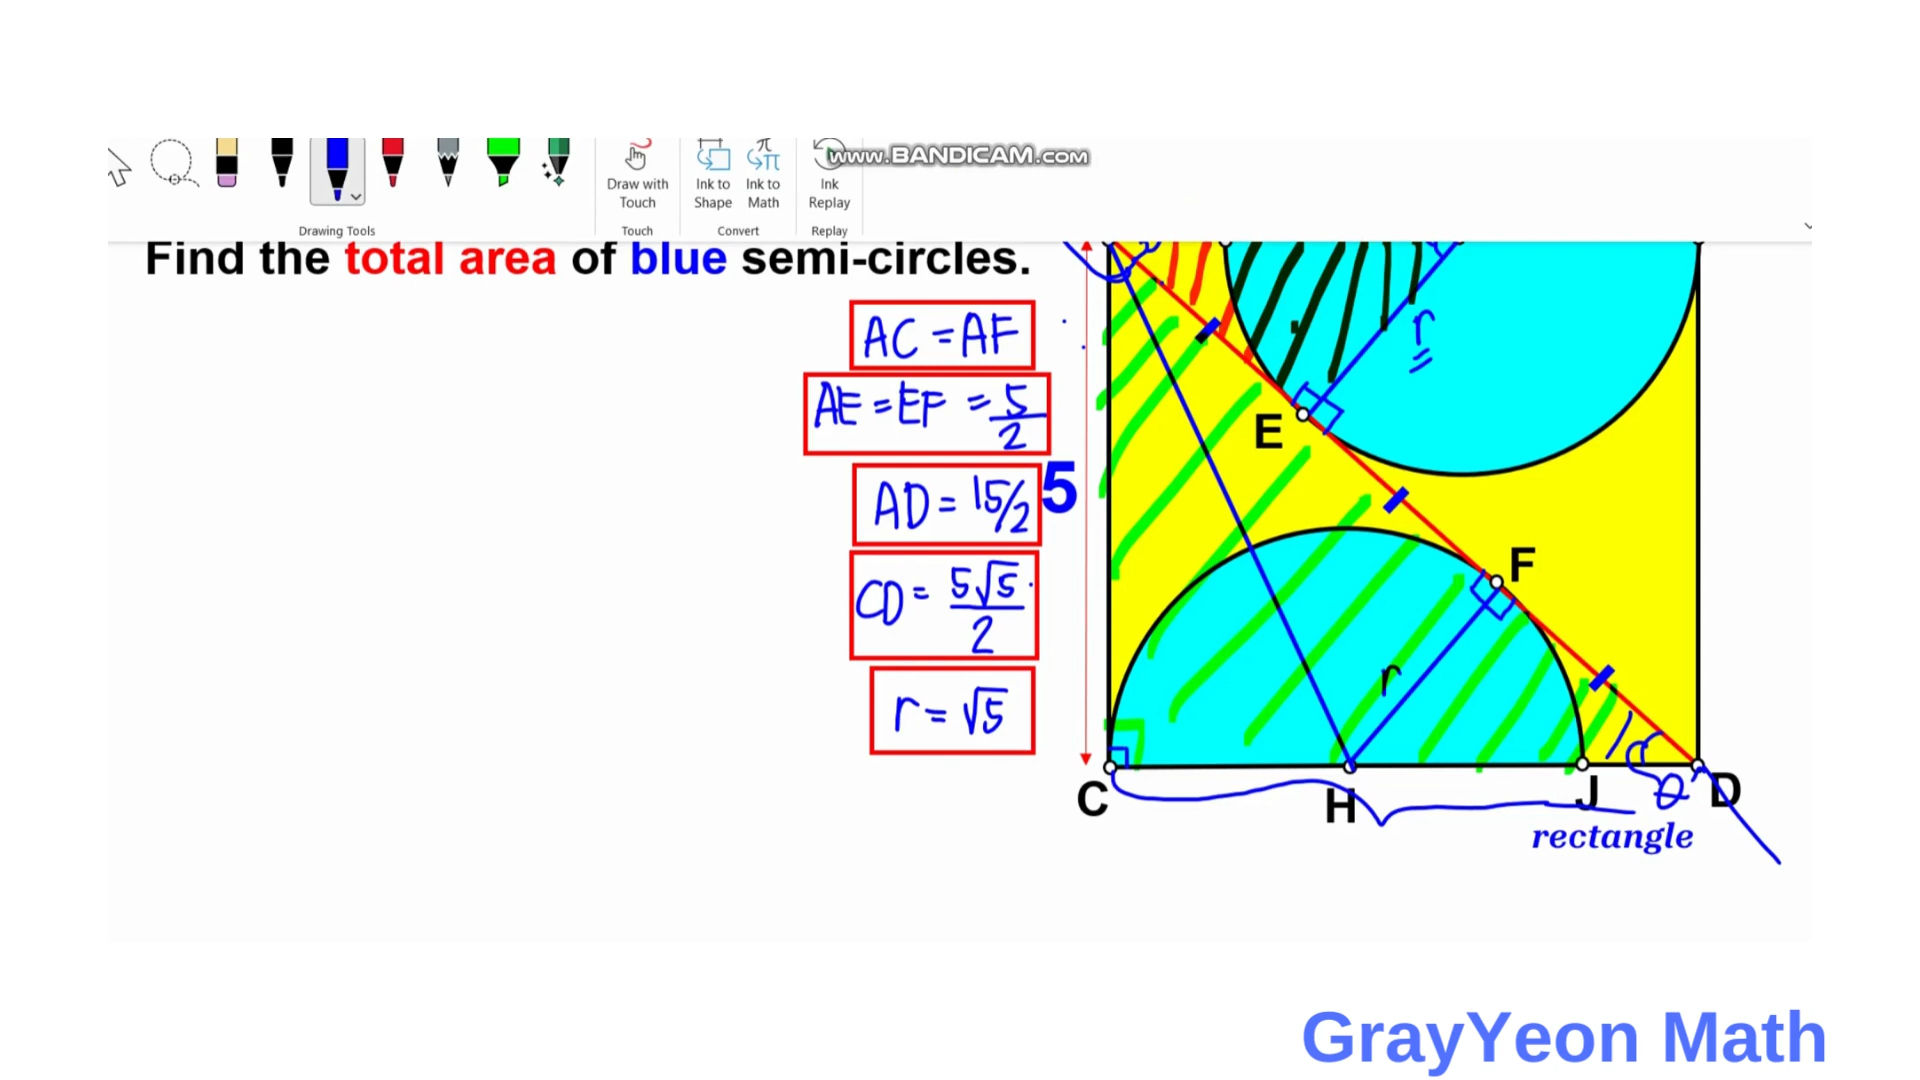 www.BANDICAM.com
Draw with Touch
Ink to Shape
Ink to Math
Ink Replay
Drawing Tools
Touch
Convert
Replay
Find the total area of blue semi-circles.
AC = AF
AE = EF = 5/2
AD = 15/2
5
CD = 5√5/2
r = √5
r
E
F
r
C
H
J
θ
D
rectangle
GrayYeon Math